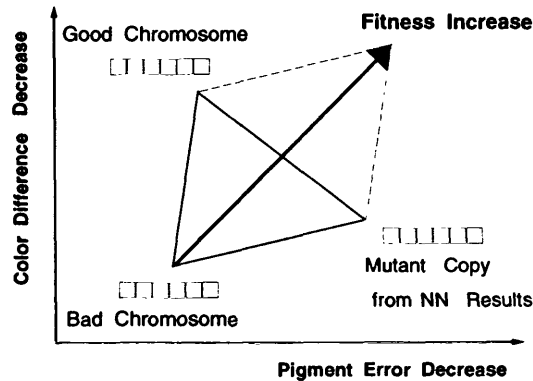 Fitness Increase
Good Chromosome
Color Difference Decrease
Mutant Copy
from NN Results
Bad Chromosome
Pigment Error Decrease